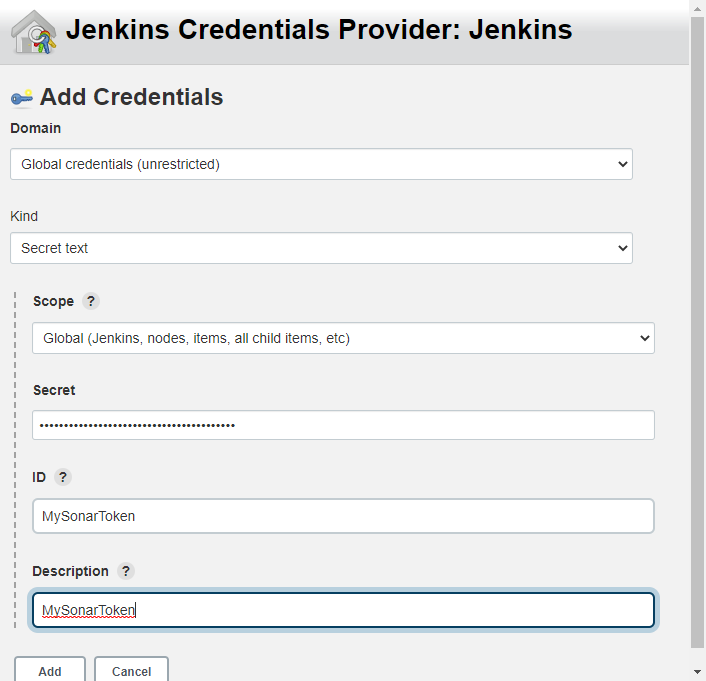 Jenkins Credentials Provider: Jenkins
Add Credentials
Domain
Global credentials (unrestricted)
Kind
Secret text
Scope ?
Global (Jenkins, nodes, items, all child items, etc)
Secret
••••••••••••••••••••••••••••••••••••••••
ID ?
MySonarToken
Description ?
MySonarToken
Add Cancel